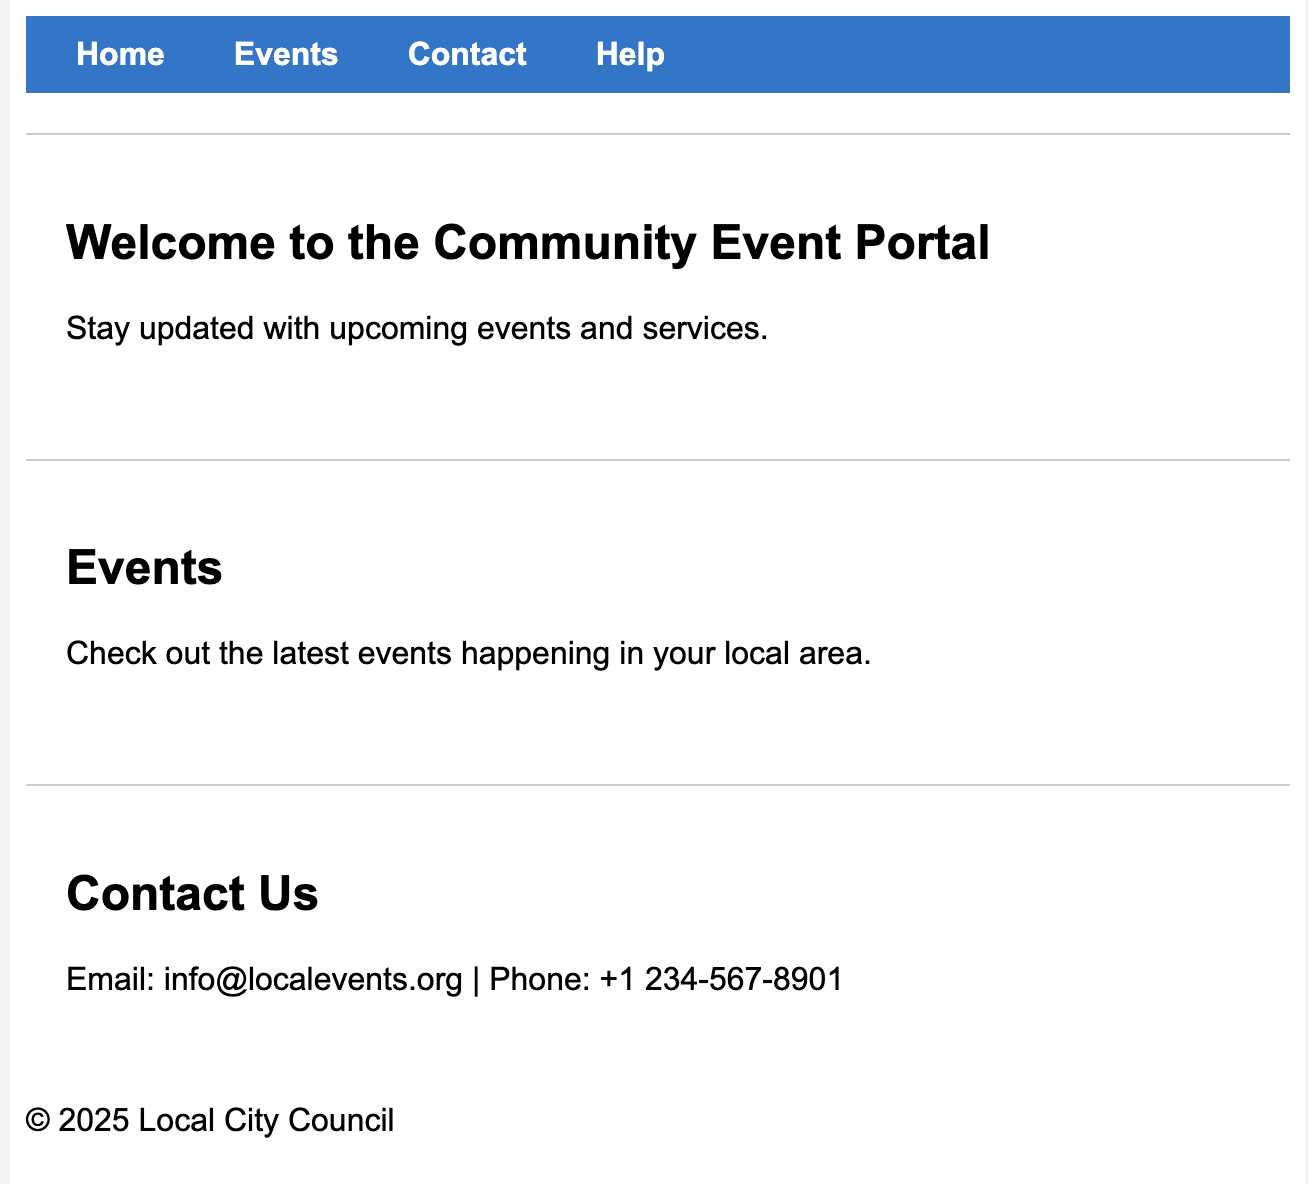 Home Events Contact Help
Welcome to the Community Event Portal
Stay updated with upcoming events and services.
Events
Check out the latest events happening in your local area.
Contact Us
Email: info@localevents.org | Phone: +1 234-567-8901
© 2025 Local City Council